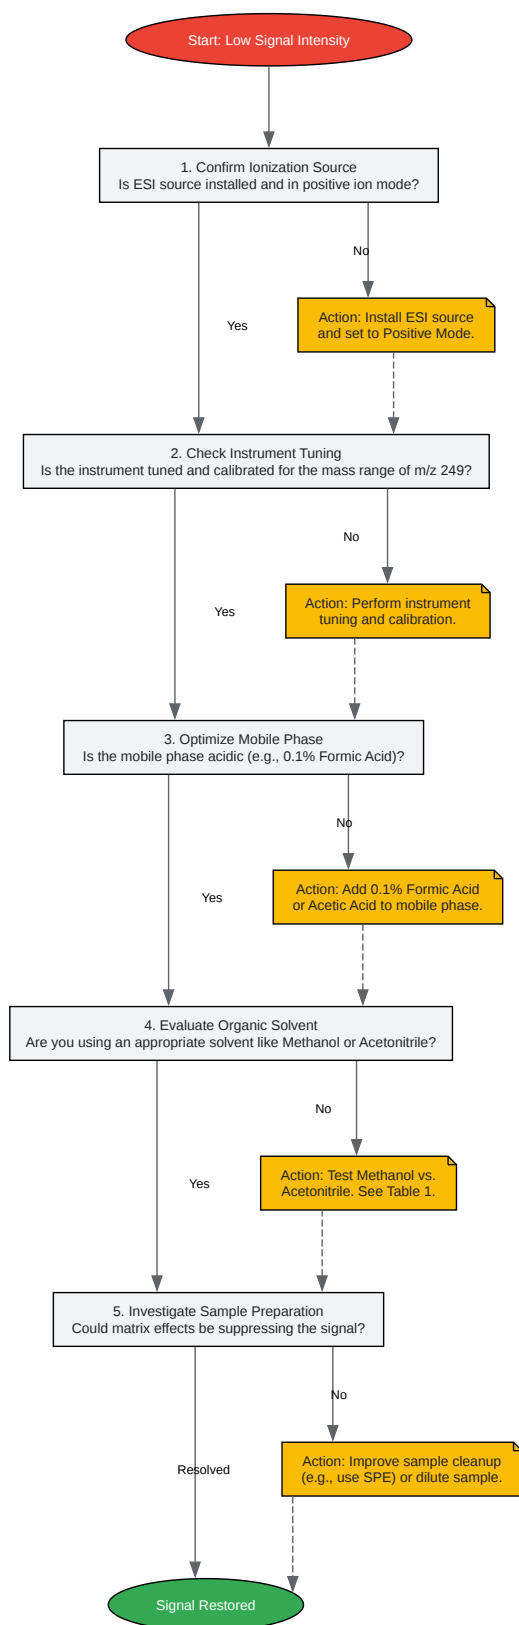 Start: Low Signal Intensity
1. Confirm Ionization Source
Is ESI source installed and in positive ion mode?
No
Action: Install ESI source
and set to Positive Mode.
Yes
2. Check Instrument Tuning
Is the instrument tuned and calibrated for the mass range of m/z 249?
No
Action: Perform instrument
tuning and calibration.
Yes
3. Optimize Mobile Phase
Is the mobile phase acidic (e.g., 0.1% Formic Acid)?
No
Action: Add 0.1% Formic Acid
or Acetic Acid to mobile phase.
Yes
4. Evaluate Organic Solvent
Are you using an appropriate solvent like Methanol or Acetonitrile?
No
Action: Test Methanol vs.
Acetonitrile. See Table 1.
Yes
5. Investigate Sample Preparation
Could matrix effects be suppressing the signal?
No
Action: Improve sample cleanup
(e.g., use SPE) or dilute sample.
Resolved
Signal Restored